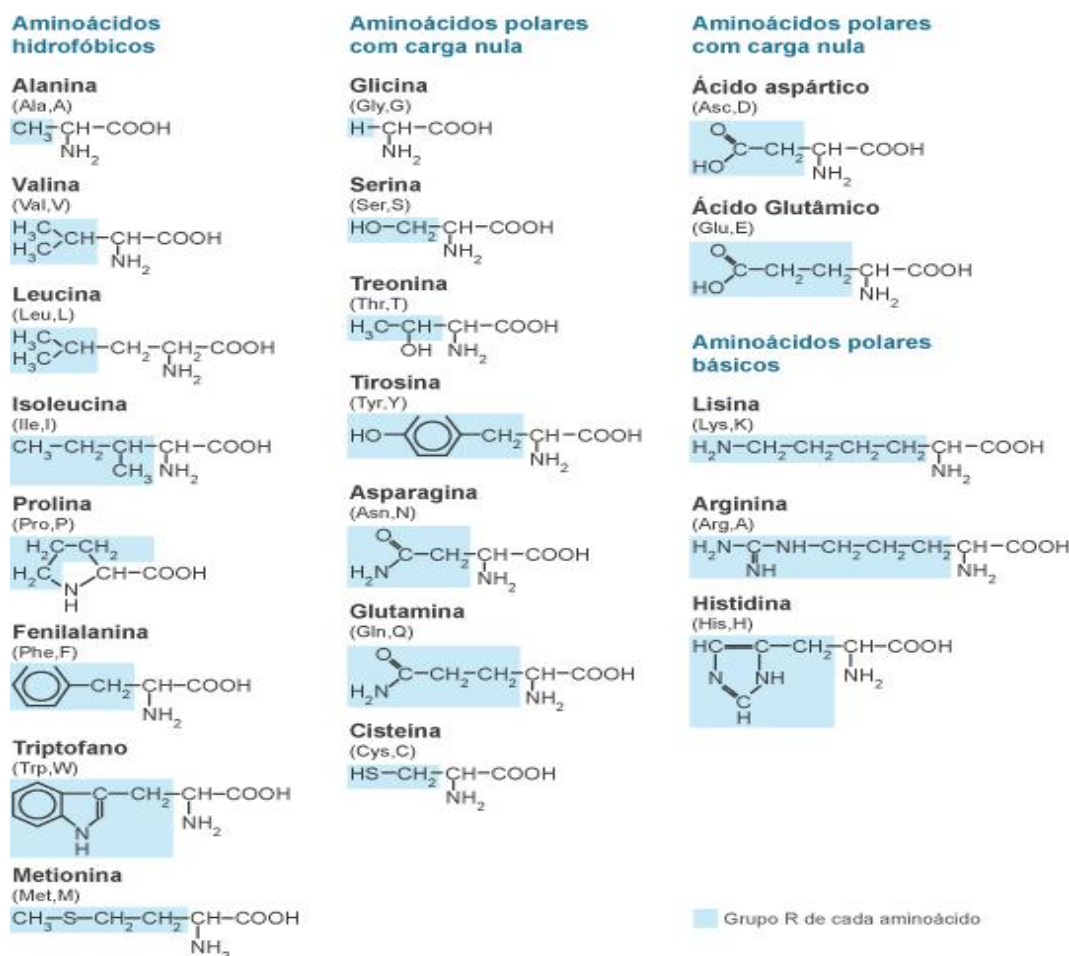 Aminoácidos
hidrofóbicos
Alanina
(Ala,A)
CH₃–CH–COOH
NH₂
Valina
(Val,V)
H₃C
H₃C
CH–CH–COOH
NH₂
Leucina
(Leu,L)
H₃C
H₃C
CH–CH₂–CH₂–COOH
NH₂
Isoleucina
(Ile,I)
CH₃–CH₂–CH–CH–COOH
CH₃ NH₂
Prolina
(Pro,P)
H₂C–CH₂
H₂C CH–COOH
N
H
Fenilalanina
(Phe,F)
CH₂–CH–COOH
NH₂
Triptofano
(Trp,W)
CH₂–CH–COOH
NH₂
N
H
Metionina
(Met,M)
CH₃–S–CH₂–CH₂–CH–COOH
NH₂
Aminoácidos polares
com carga nula
Glicina
(Gly,G)
H–CH–COOH
NH₂
Serina
(Ser,S)
HO–CH₂–CH–COOH
NH₂
Treonina
(Thr,T)
H₃C–CH–CH–COOH
OH NH₂
Tirosina
(Tyr,Y)
HO CH₂–CH–COOH
NH₂
Asparagina
(Asn,N)
O
C–CH₂–CH–COOH
H₂N NH₂
Glutamina
(Gln,Q)
O
C–CH₂–CH₂–CH–COOH
H₂N NH₂
Cisteína
(Cys,C)
HS–CH₂–CH–COOH
NH₂
Aminoácidos polares
com carga nula
Ácido aspártico
(Asc,D)
O
C–CH₂–CH–COOH
HO NH₂
Ácido Glutâmico
(Glu,E)
O
C–CH₂–CH₂–CH–COOH
HO NH₂
Aminoácidos polares
básicos
Lisina
(Lys,K)
H₂N–CH₂–CH₂–CH₂–CH₂–CH–COOH
NH₂
Arginina
(Arg,A)
H₂N–C–NH–CH₂–CH₂–CH₂–CH–COOH
NH NH₂
Histidina
(His,H)
HC C–CH₂–CH–COOH
N NH NH₂
C
H
Grupo R de cada aminoácido